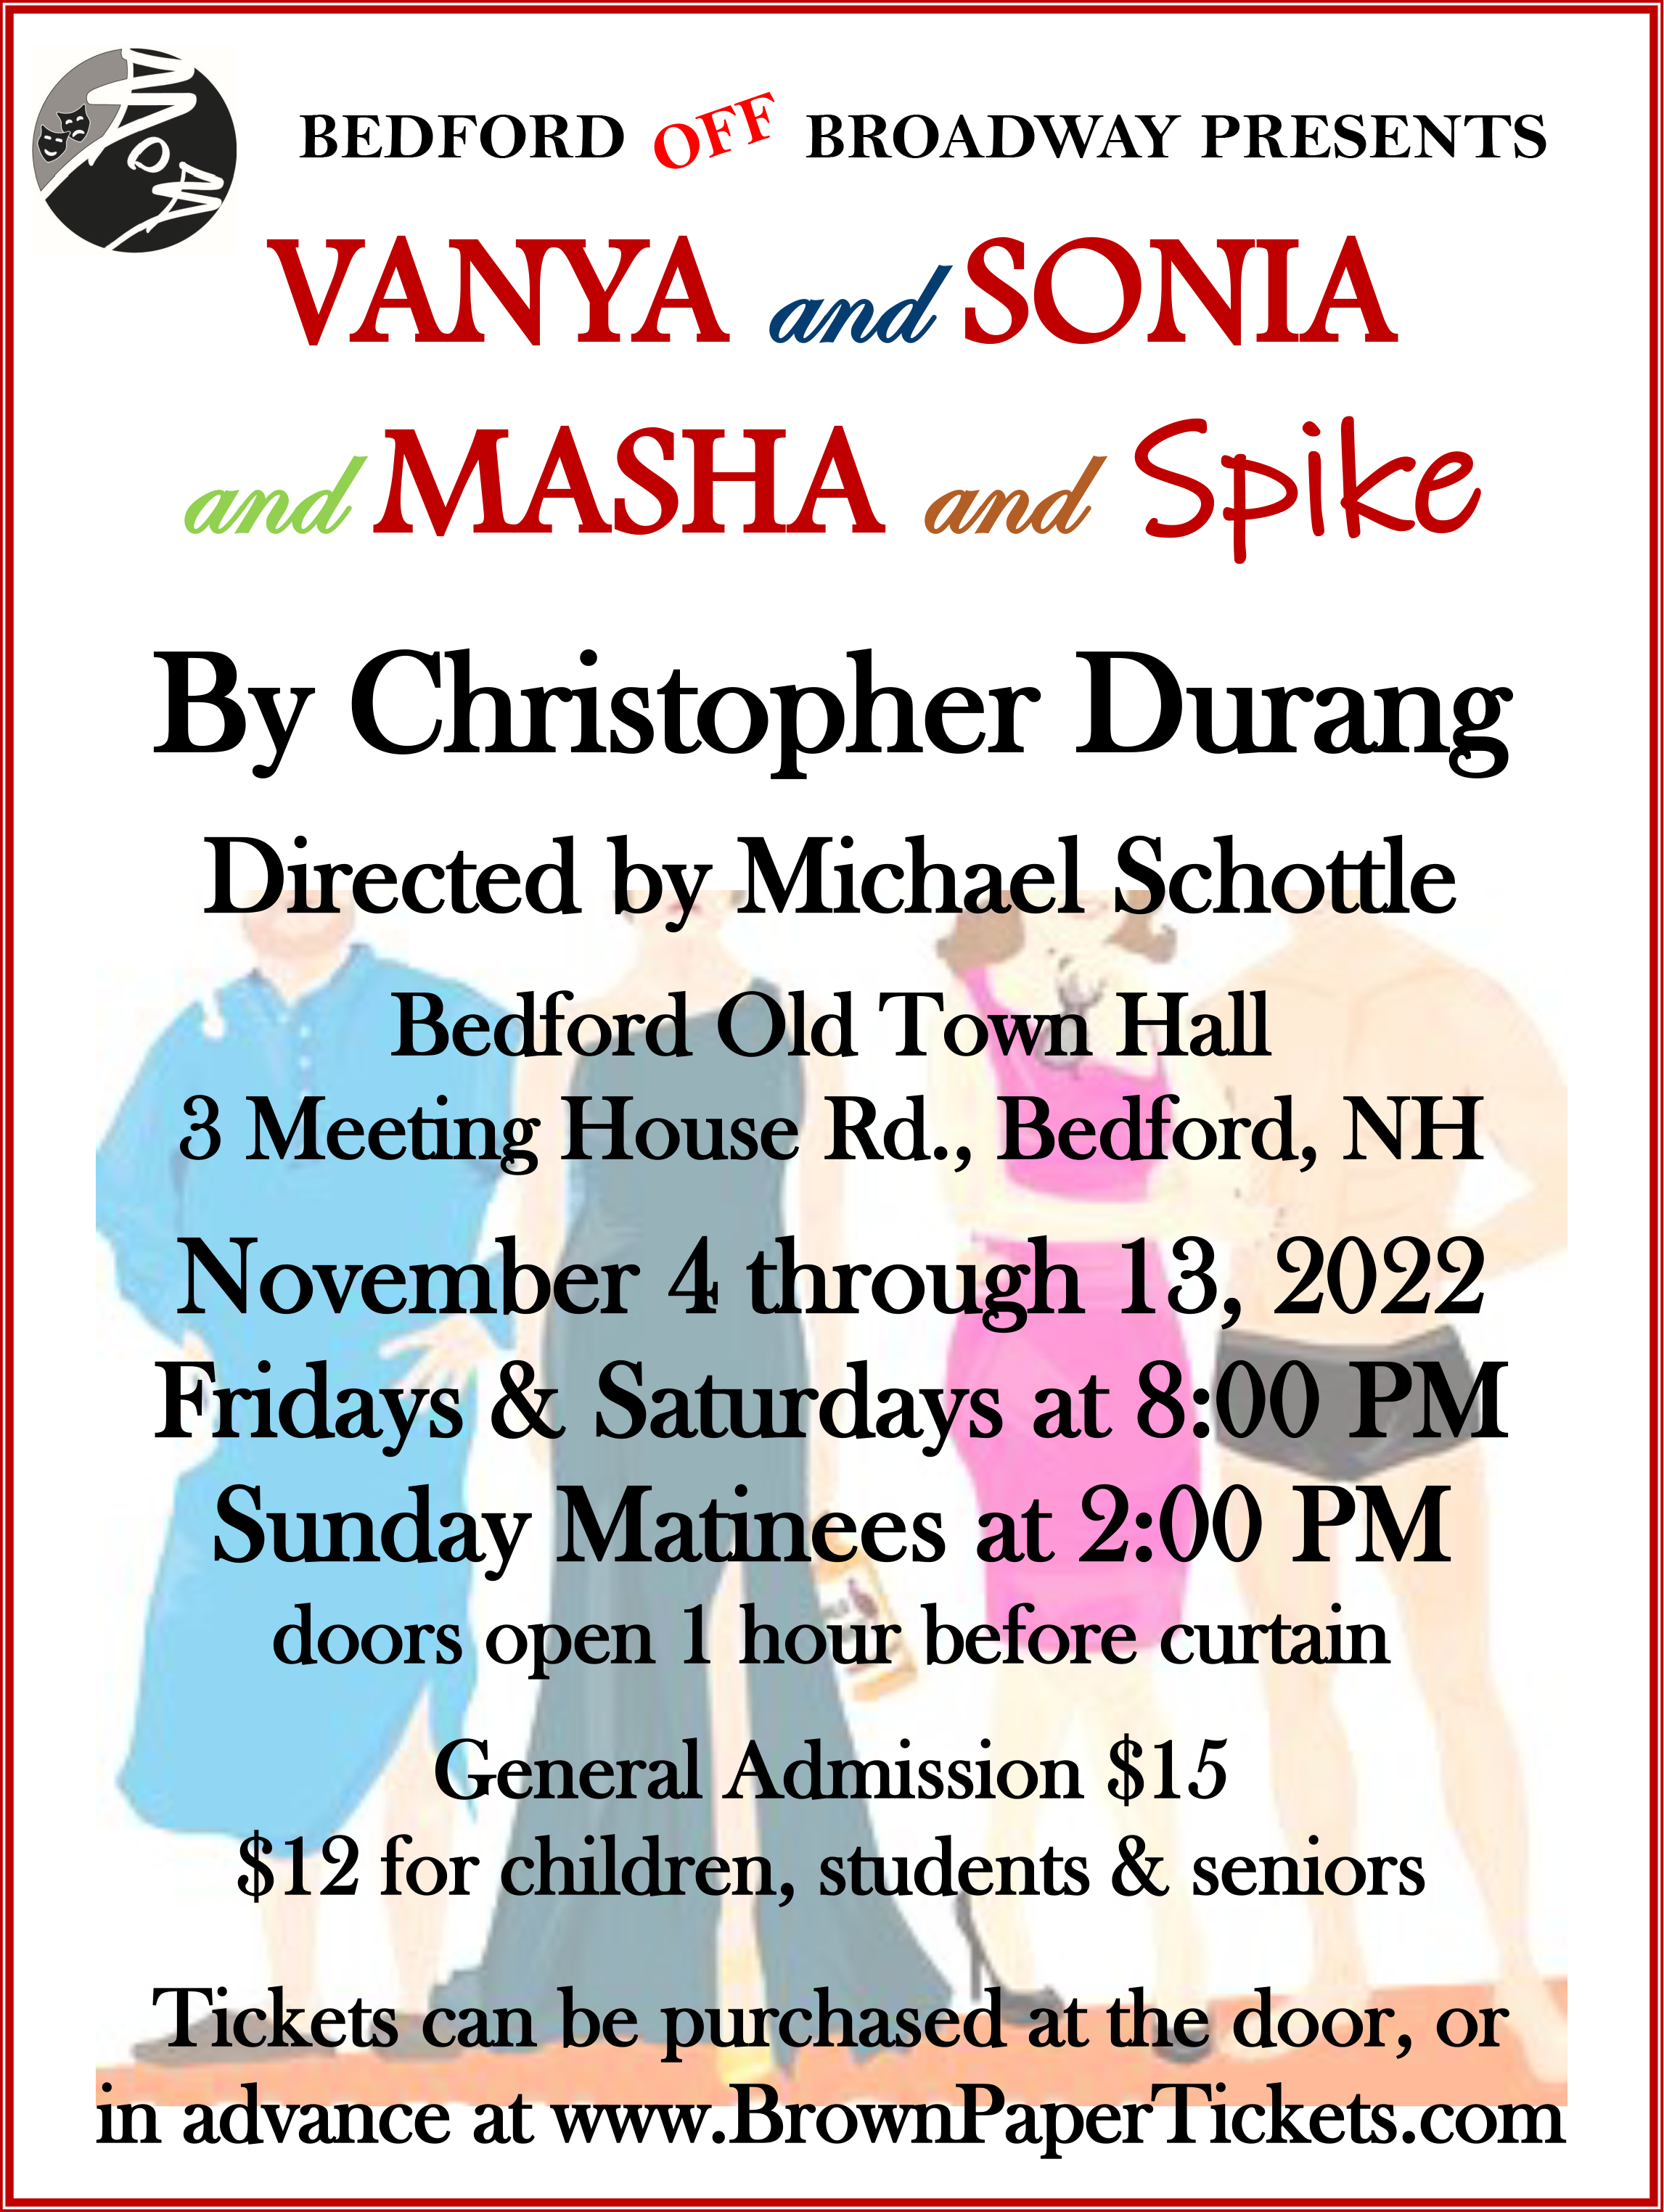 BEDFORD OFF BROADWAY PRESENTS
VANYA and SONIA
and MASHA and Spike
By Christopher Durang
Directed by Michael Schottle
Bedford Old Town Hall
3 Meeting House Rd., Bedford, NH
November 4 through 13, 2022
Fridays & Saturdays at 8:00 PM
Sunday Matinees at 2:00 PM
doors open 1 hour before curtain
General Admission $15
$12 for children, students & seniors
Tickets can be purchased at the door, or
in advance at www.BrownPaperTickets.com